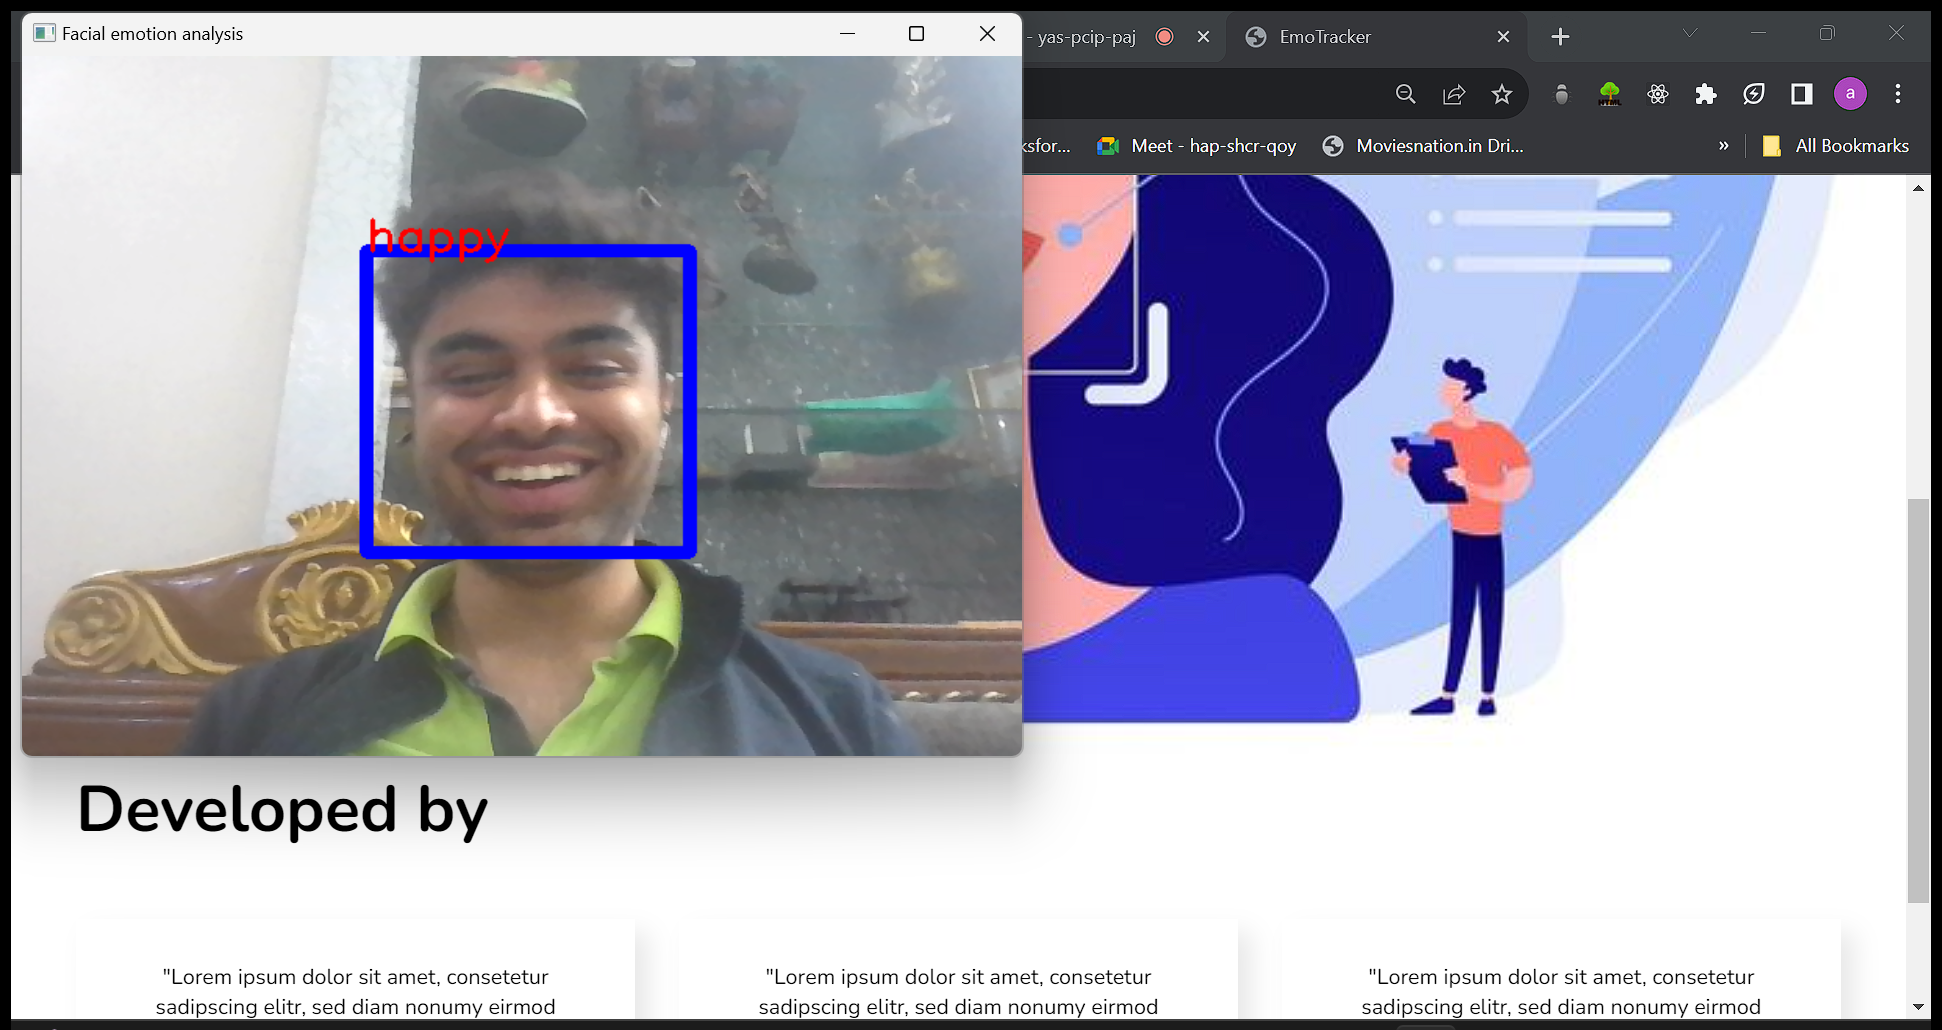 Facial emotion analysis
- yas-pcip-paj
EmoTracker
a
ksfor...
Meet - hap-shcr-qoy
Moviesnation.in Dri...
»
All Bookmarks
happy
Developed by
"Lorem ipsum dolor sit amet, consetetur
sadipscing elitr, sed diam nonumy eirmod
"Lorem ipsum dolor sit amet, consetetur
sadipscing elitr, sed diam nonumy eirmod
"Lorem ipsum dolor sit amet, consetetur
sadipscing elitr, sed diam nonumy eirmod